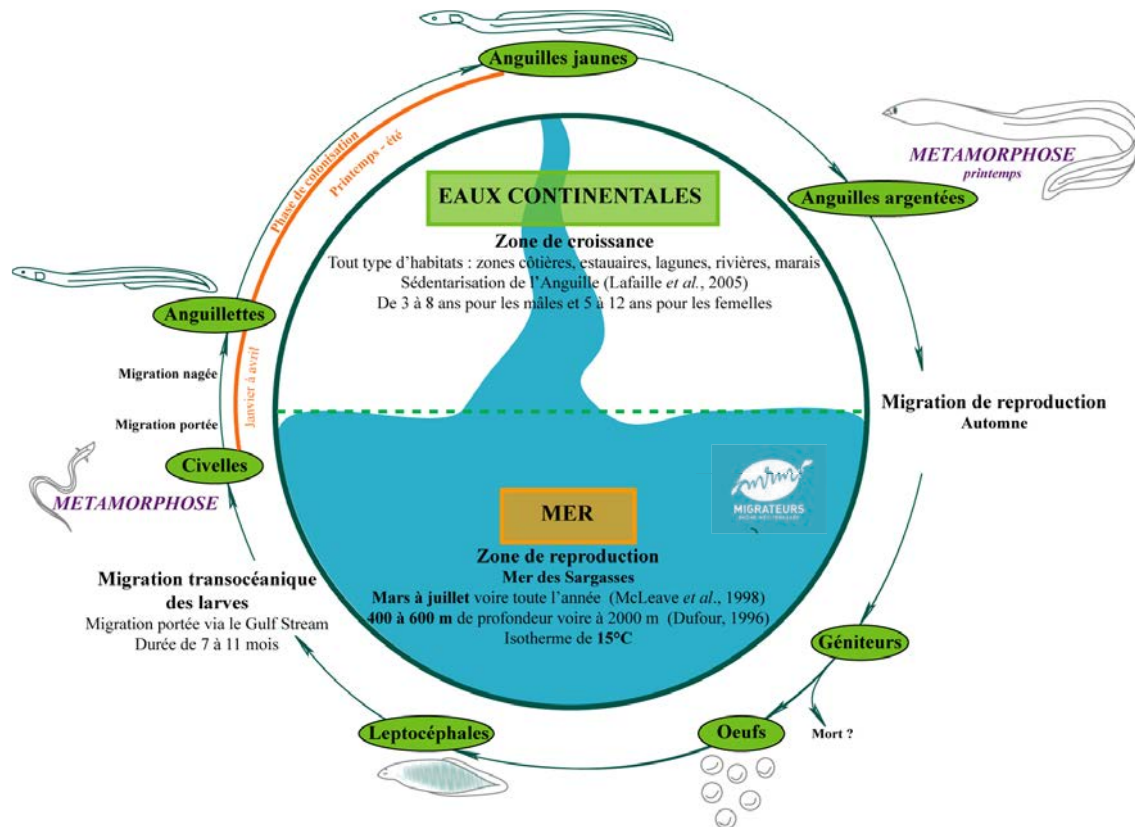 Anguilles jaunes
METAMORPHOSE
printemps
Anguilles argentées
Phase de colonisation
Printemps - été
EAUX CONTINENTALES
Zone de croissance
Tout type d'habitats : zones côtières, estauaires, lagunes, rivières, marais
Sédentarisation de l'Anguille (Lafaille et al., 2005)
De 3 à 8 ans pour les mâles et 5 à 12 ans pour les femelles
Anguillettes
Migration nagée
Janvier à avril
Migration portée
Civelles
METAMORPHOSE
Migration de reproduction
Automne
MIGRATEURS
MER
Zone de reproduction
Mer des Sargasses
Mars à juillet voire toute l'année (McLeave et al., 1998)
400 à 600 m de profondeur voire à 2000 m (Dufour, 1996)
Isotherme de 15°C
Migration transocéanique
des larves
Migration portée via le Gulf Stream
Durée de 7 à 11 mois
Géniteurs
Leptocéphales
Oeufs
Mort ?